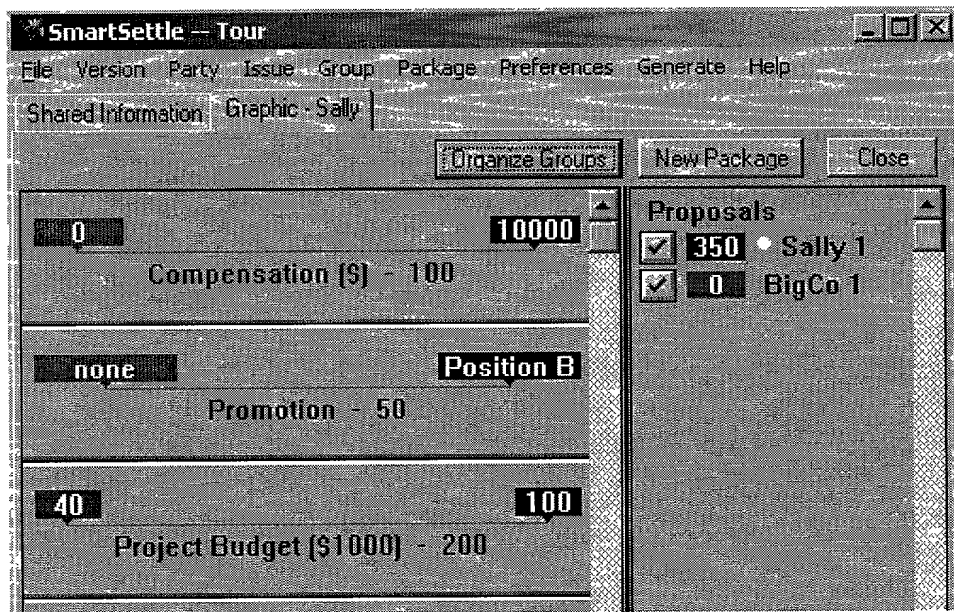 SmartSettle -- Tour
File Version Party Issue Group Package Preferences Generate Help
Shared Information Graphic - Sally
Organize Groups New Package Close
0 10000
Compensation ($) - 100
none Position B
Promotion - 50
40 100
Project Budget ($1000) - 200
Proposals
350 Sally 1
0 BigCo 1